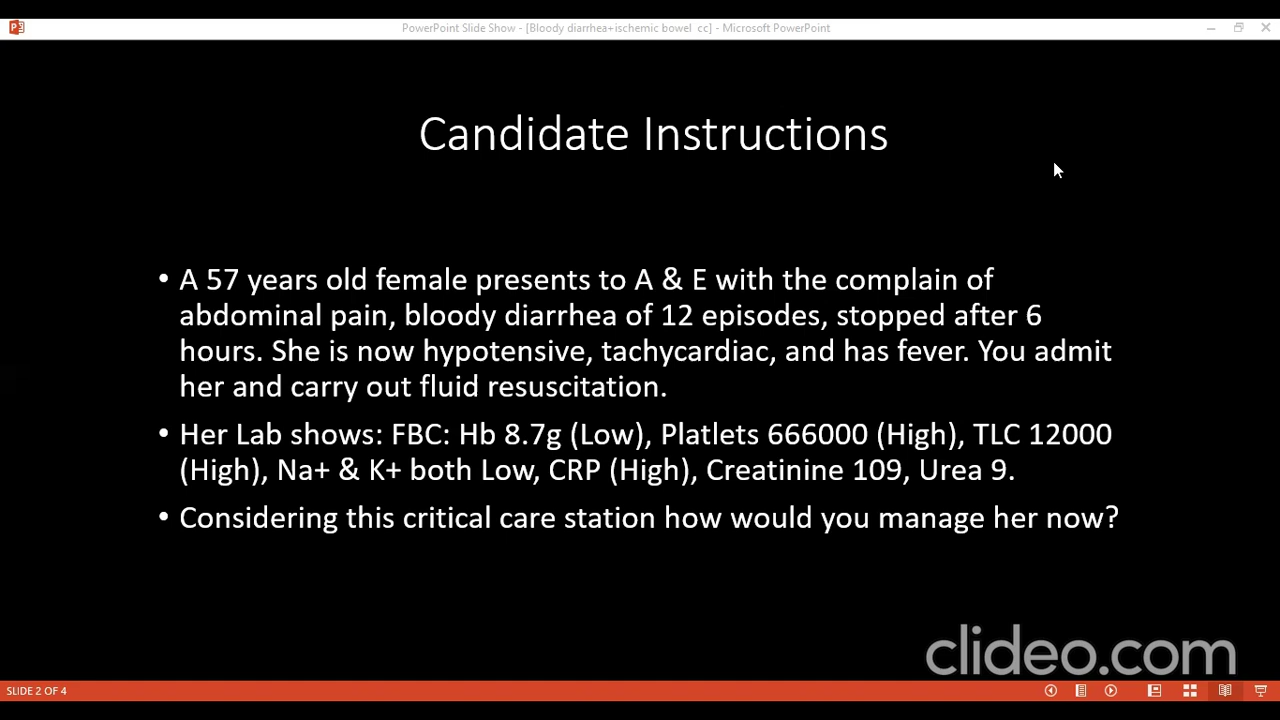 PowerPoint Slide Show - [Bloody diarrhea+ischemic bowel cc] - Microsoft PowerPoint
Candidate Instructions
• A 57 years old female presents to A & E with the complain of
abdominal pain, bloody diarrhea of 12 episodes, stopped after 6
hours. She is now hypotensive, tachycardiac, and has fever. You admit
her and carry out fluid resuscitation.
• Her Lab shows: FBC: Hb 8.7g (Low), Platlets 666000 (High), TLC 12000
(High), Na+ & K+ both Low, CRP (High), Creatinine 109, Urea 9.
• Considering this critical care station how would you manage her now?
clideo.com
SLIDE 2 OF 4